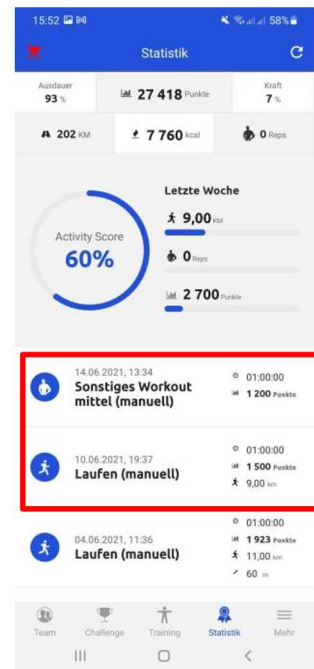 15:52 58%
Statistik
Ausdauer
93 %
27 418 Punkte
Kraft
7 %
202 KM
7 760 kcal
0 Reps
Activity Score
60%
Letzte Woche
9,00 KM
0 Reps
2 700 Punkte
14.06.2021, 13:34
Sonstiges Workout
mittel (manuell)
01:00:00
1 200 Punkte
10.06.2021, 19:37
Laufen (manuell)
01:00:00
1 500 Punkte
9,00 km
04.06.2021, 11:36
Laufen (manuell)
01:00:00
1 923 Punkte
11,00 km
60 m
Team Challenge Training Statistik Mehr